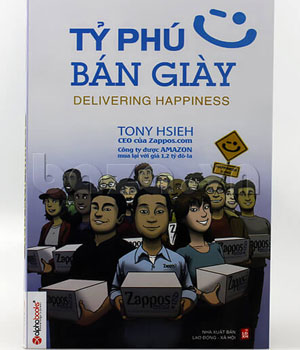 TỶ PHÚ
BÁN GIÀY
DELIVERING HAPPINESS
TONY HSIEH
CEO của Zappos.com
Công ty được AMAZON
mua lại với giá 1,2 tỷ đô-la
Zappos
Zappos
Zappos
alphabooks
NHÀ XUẤT BẢN
LAO ĐỘNG - XÃ HỘI